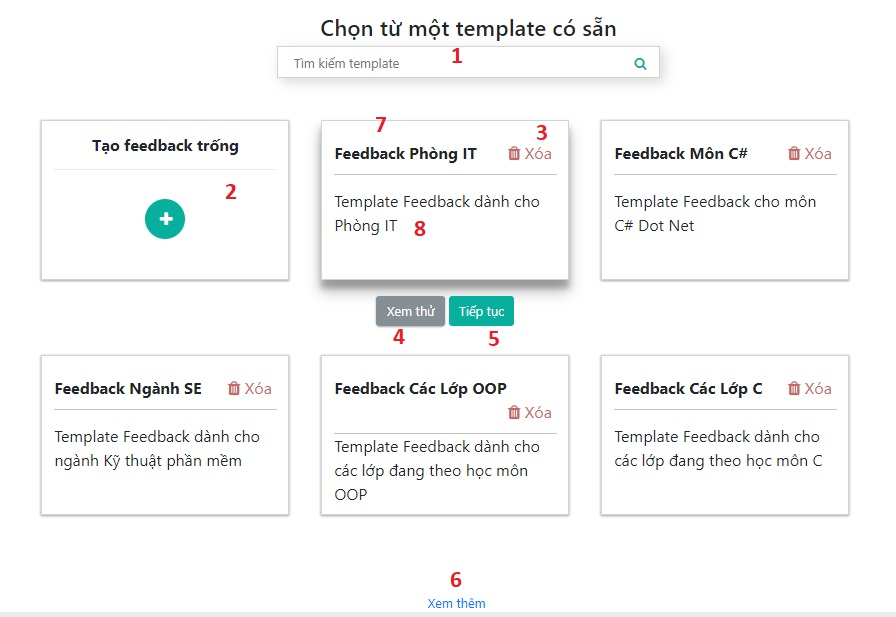 Chọn từ một template có sẵn
1
Tìm kiếm template
Tạo feedback trống
2
7
3
Feedback Phòng IT
Xóa
Template Feedback dành cho
Phòng IT
8
Feedback Môn C#
Xóa
Template Feedback cho môn
C# Dot Net
Xem thử
Tiếp tục
4
5
Feedback Ngành SE
Xóa
Template Feedback dành cho
ngành Kỹ thuật phần mềm
Feedback Các Lớp OOP
Xóa
Template Feedback dành cho
các lớp đang theo học môn
OOP
Feedback Các Lớp C
Xóa
Template Feedback dành cho
các lớp đang theo học môn C
6
Xem thêm